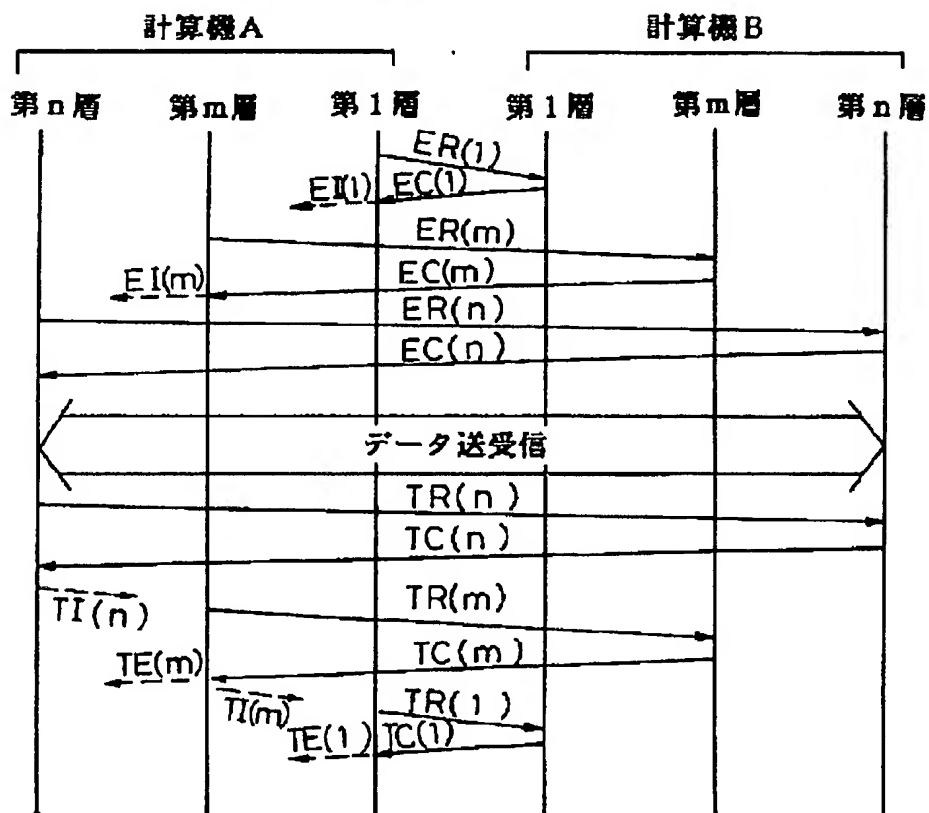 計算機A 計算機B
第n層 第m層 第1層 第1層 第m層 第n層
ER(1)
EI(1) EC(1)
ER(m)
EI(m) EC(m)
ER(n)
EC(n)
データ送受信
TR(n)
TC(n)
TI(n) TR(m)
TE(m) TC(m)
TI(m) TR(1)
TE(1) TC(1)